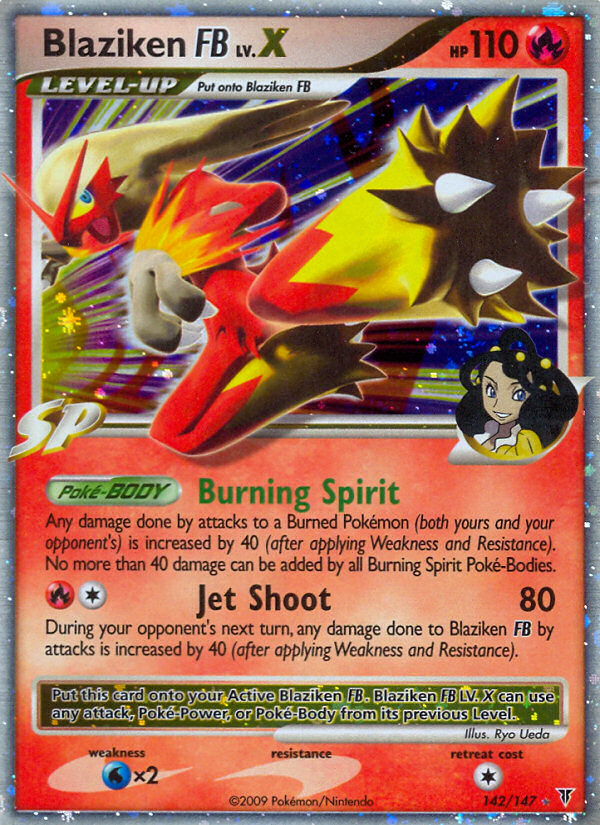 Blaziken FB LV.X HP110
LEVEL-UP Put onto Blaziken FB
SP
Poké-BODY Burning Spirit
Any damage done by attacks to a Burned Pokémon (both yours and your
opponent's) is increased by 40 (after applying Weakness and Resistance).
No more than 40 damage can be added by all Burning Spirit Poké-Bodies.
Jet Shoot 80
During your opponent's next turn, any damage done to Blaziken FB by
attacks is increased by 40 (after applying Weakness and Resistance).
Put this card onto your Active Blaziken FB. Blaziken FB LV. X can use
any attack, Poké-Power, or Poké-Body from its previous Level.
Illus. Ryo Ueda
weakness resistance retreat cost
×2
©2009 Pokémon/Nintendo 142/147